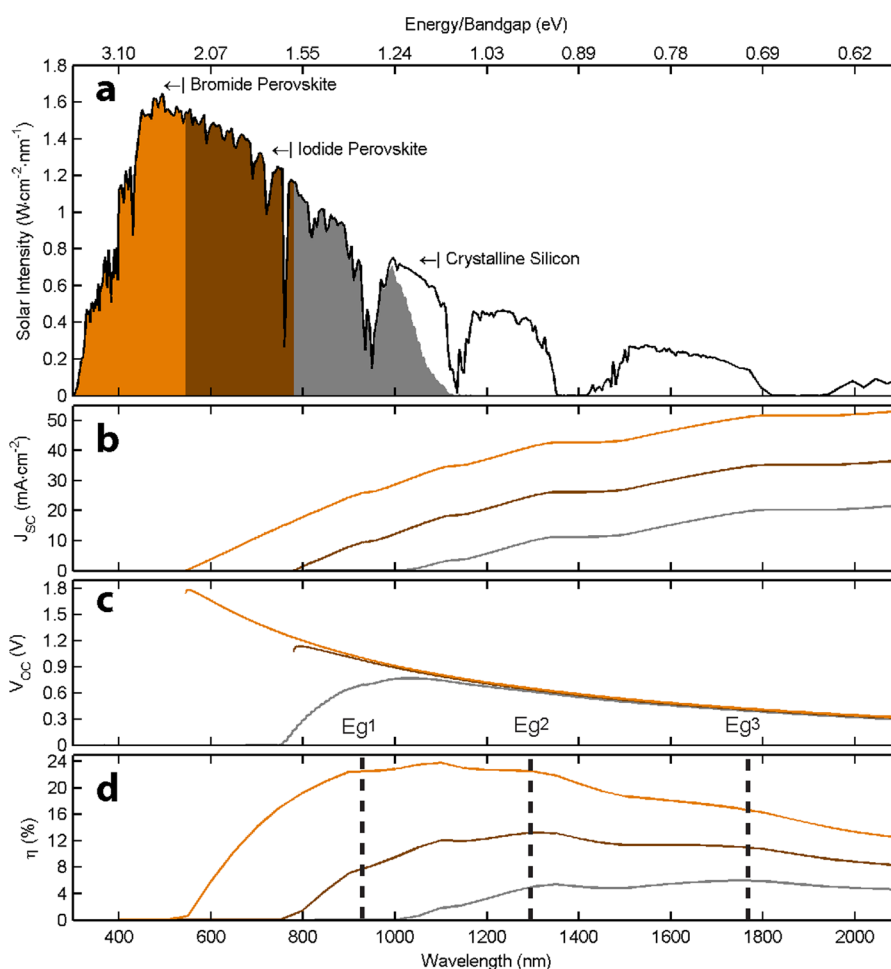 Energy/Bandgap (eV)
3.10 2.07 1.55 1.24 1.03 0.89 0.78 0.69 0.62
a
Solar Intensity (W·cm⁻²·nm⁻¹)
1.8
1.6
1.4
1.2
1
0.8
0.6
0.4
0.2
0
←| Bromide Perovskite
←| Iodide Perovskite
←| Crystalline Silicon
b
J_SC (mA·cm⁻²)
50
40
30
20
10
0
c
V_OC (V)
1.8
1.5
1.2
0.9
0.6
0.3
0
Eg1 Eg2 Eg3
d
η (%)
24
20
16
12
8
4
0
400 600 800 1000 1200 1400 1600 1800 2000
Wavelength (nm)